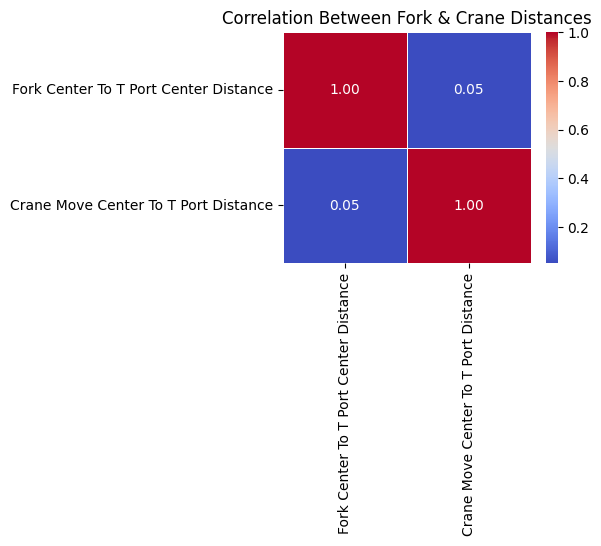 Correlation Between Fork & Crane Distances
Fork Center To T Port Center Distance
1.00
0.05
Crane Move Center To T Port Distance
0.05
1.00
1.0
0.8
0.6
0.4
0.2
Fork Center To T Port Center Distance
Crane Move Center To T Port Distance